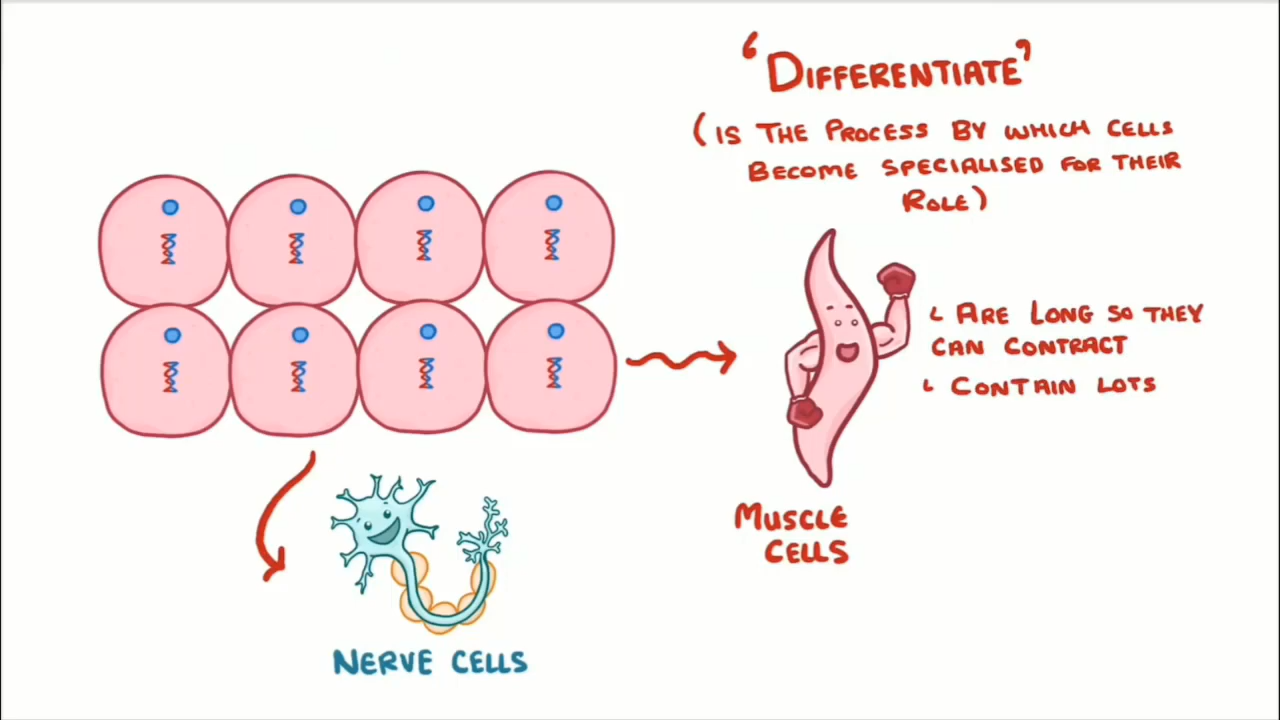 'DIFFERENTIATE'
(IS THE PROCESS BY WHICH CELLS
BECOME SPECIALISED FOR THEIR
ROLE)
ARE LONG SO THEY
CAN CONTRACT
CONTAIN LOTS
MUSCLE
CELLS
NERVE CELLS